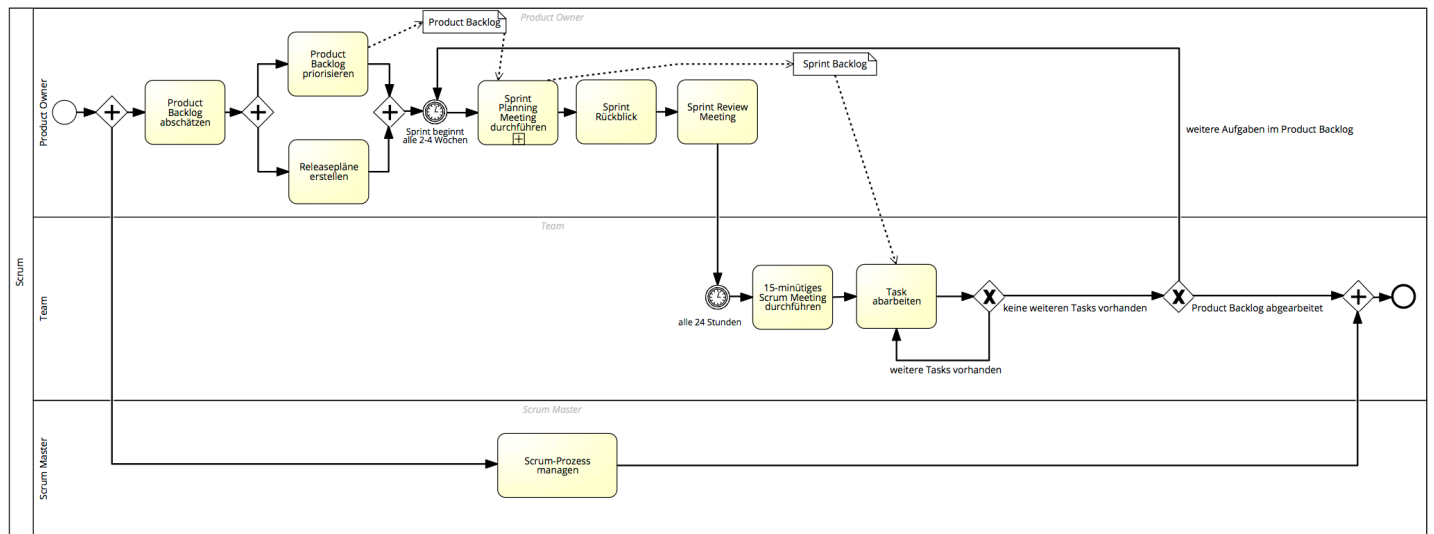 Scrum
Product Owner
Product Owner
Product Backlog
Product
Backlog
priorisieren
Product
Backlog
abschätzen
Releasepläne
erstellen
Sprint beginnt
alle 2-4 Wochen
Sprint
Planning
Meeting
durchführen
Sprint
Rückblick
Sprint Review
Meeting
Sprint Backlog
weitere Aufgaben im Product Backlog
Team
Team
alle 24 Stunden
15-minütiges
Scrum Meeting
durchführen
Task
abarbeiten
weitere Tasks vorhanden
keine weiteren Tasks vorhanden
Product Backlog abgearbeitet
Scrum Master
Scrum Master
Scrum-Prozess
managen